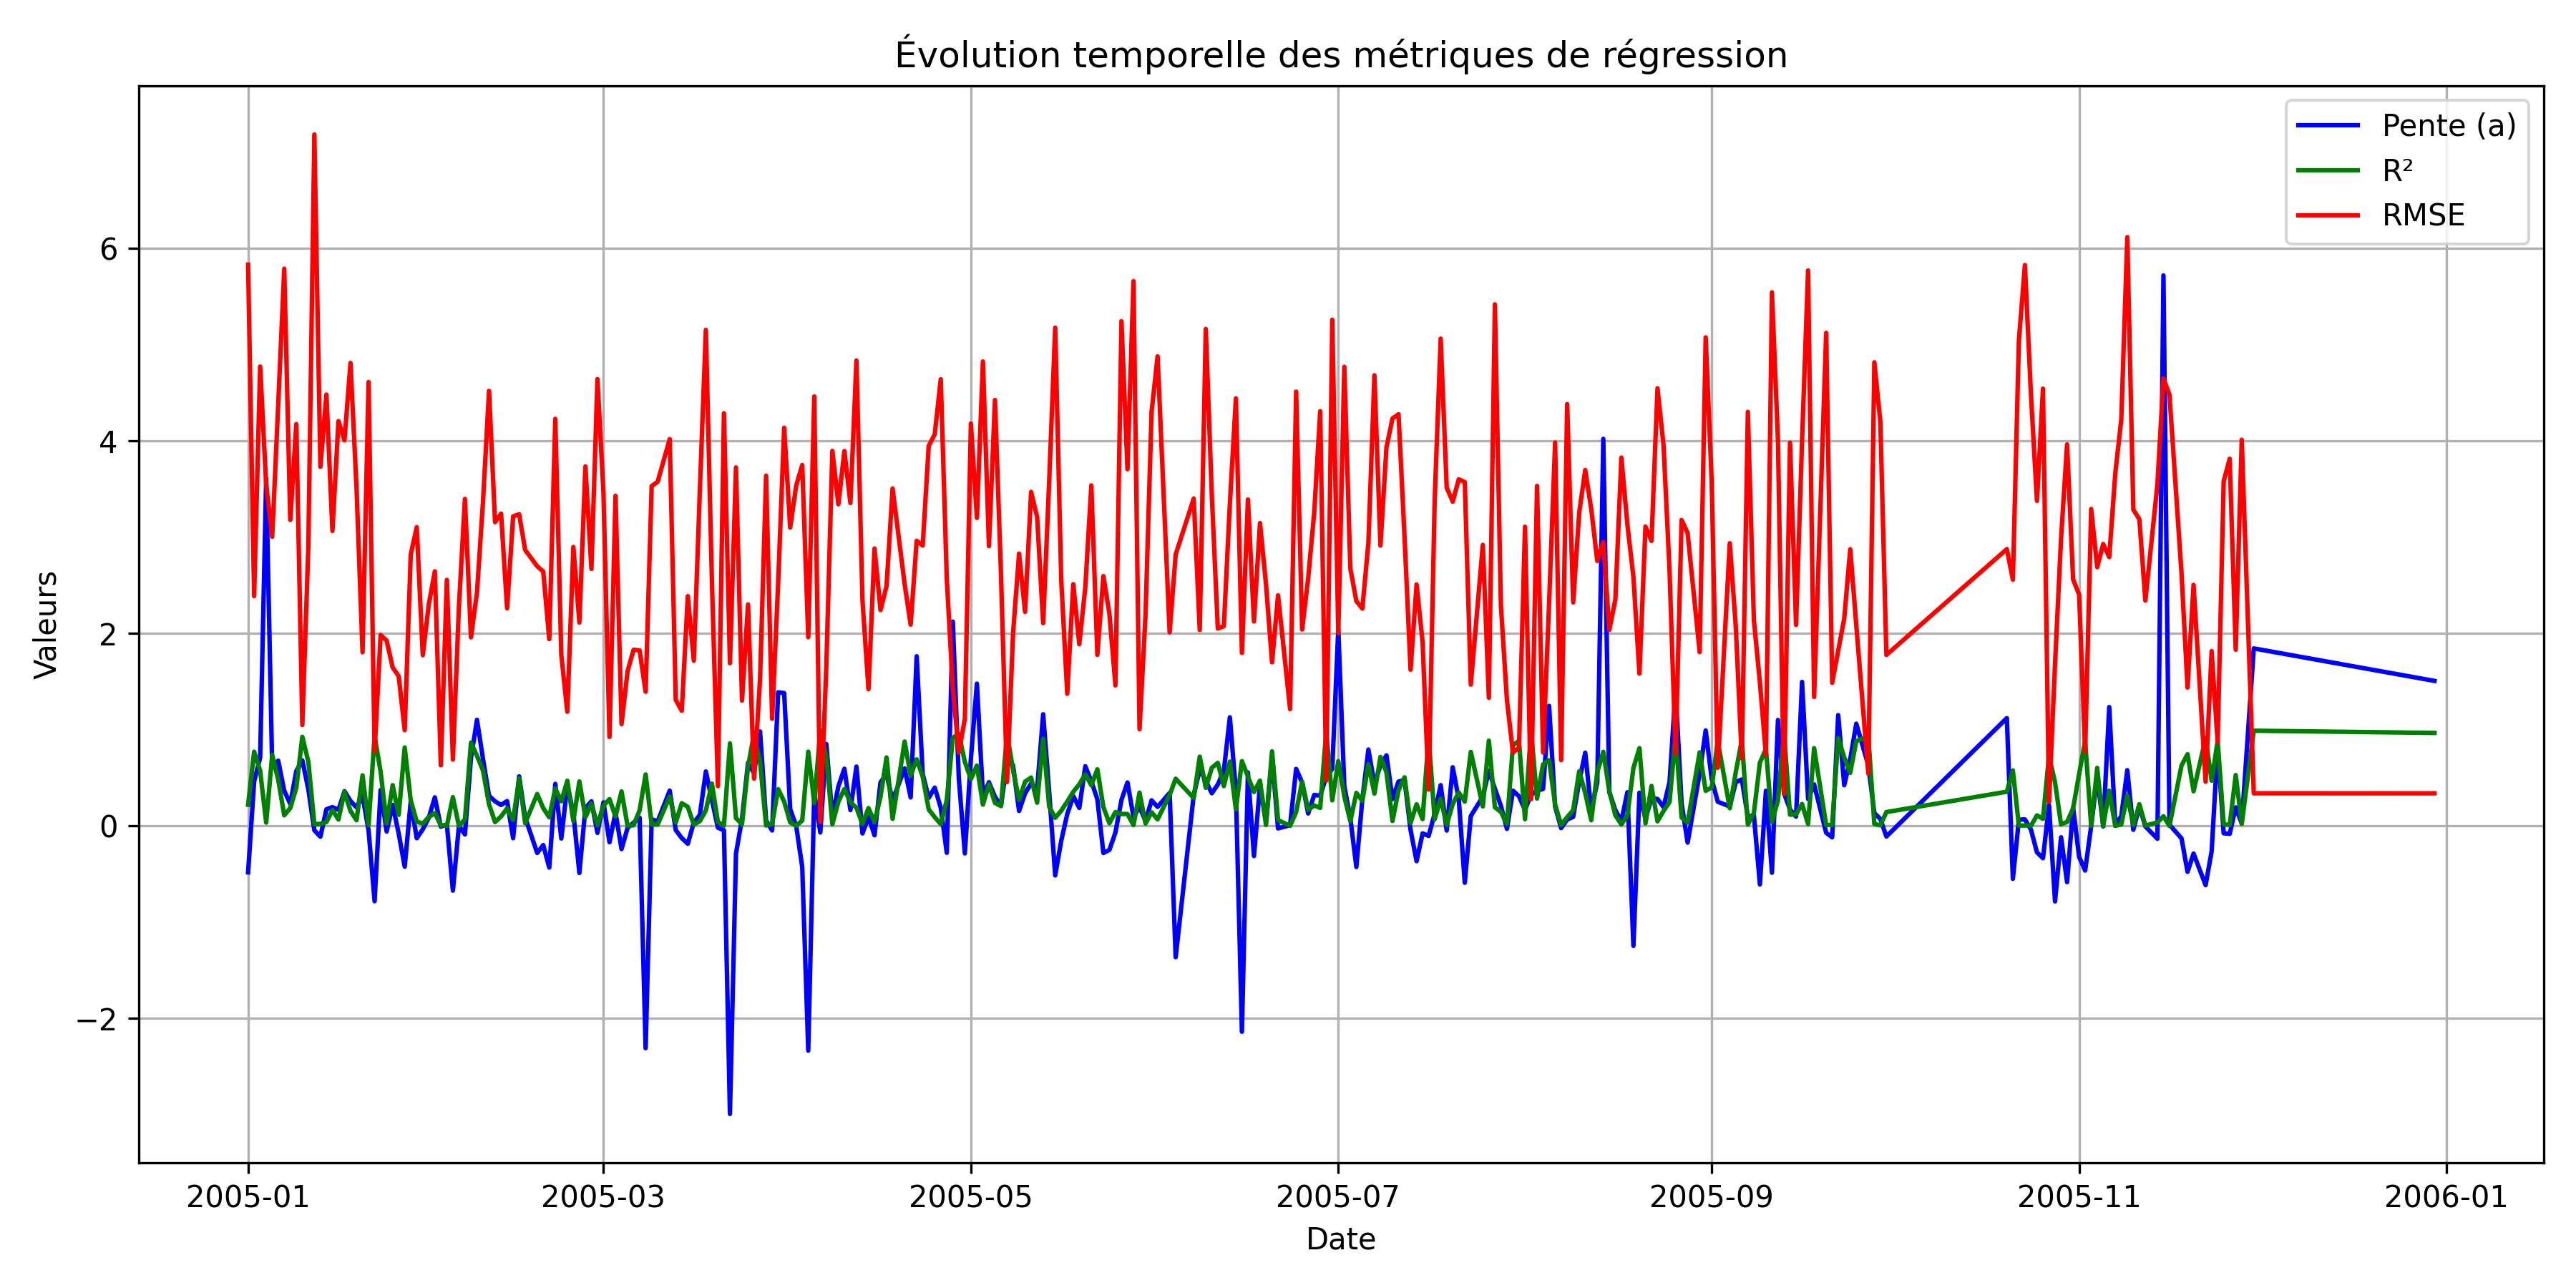 Évolution temporelle des métriques de régression
Pente (a)
R²
RMSE
6
4
2
0
−2
Valeurs
2005-01
2005-03
2005-05
2005-07
2005-09
2005-11
2006-01
Date